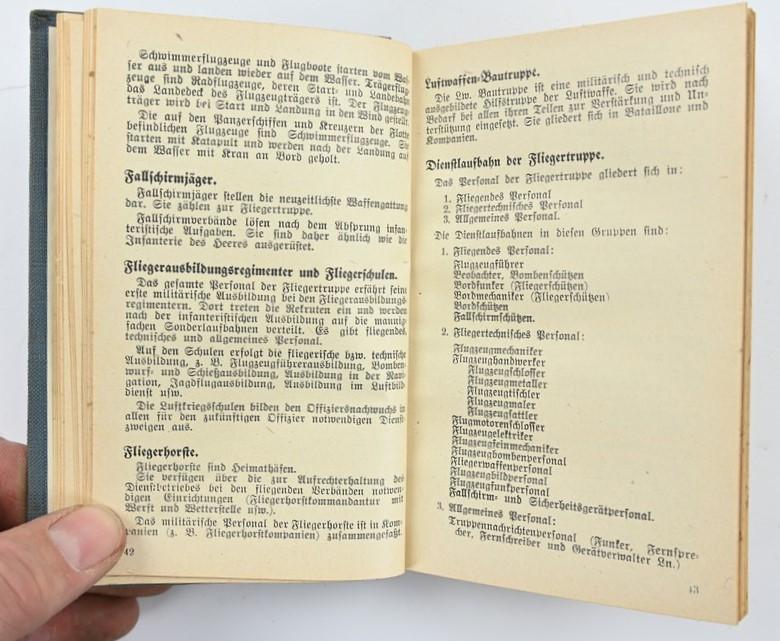 Schwimmerflugzeuge und Flugboote starten vom Was-
ser aus und landen wieder auf dem Wasser. Trägerflug-
zeuge sind Radflugzeuge, deren Start- und Landebahn
das Landedeck des Flugzeugträgers ist. Der Flugzeug-
träger wird bei Start und Landung in den Wind gestellt.
Die auf den Panzerschiffen und Kreuzern der Flotte
befindlichen Flugzeuge sind Schwimmerflugzeuge. Sie
starten mit Katapult und werden nach der Landung auf
dem Wasser mit Kran an Bord geholt.
Fallschirmjäger.
Fallschirmjäger stellen die neuzeitlichste Waffengattung
dar. Sie zählen zur Fliegertruppe.
Fallschirmverbände lösen nach dem Absprung infan-
teristische Aufgaben. Sie sind daher ähnlich wie die
Infanterie des Heeres ausgerüstet.
Fliegerausbildungsregimenter und Fliegerschulen.
Das gesamte Personal der Fliegertruppe erfährt seine
erste militärische Ausbildung bei den Fliegerausbildungs-
regimentern. Dort treten die Rekruten ein und werden
nach der infanteristischen Ausbildung auf die mannig-
fachen Sonderlaufbahnen verteilt. Es gibt fliegendes,
technisches und allgemeines Personal.
Auf den Schulen erfolgt die fliegerische bzw. technische
Ausbildung, z. B. Flugzeugführerausbildung, Bomben-
wurf- und Schießausbildung, Ausbildung in der Navi-
gation, Jagdflugausbildung, Ausbildung im Luftbild-
dienst usw.
Die Luftkriegsschulen bilden den Offiziersnachwuchs in
allen für den zukünftigen Offizier notwendigen Dienst-
zweigen aus.
Fliegerhorste.
Fliegerhorste sind Heimathäfen.
Sie verfügen über die zur Aufrechterhaltung des
Dienstbetriebes bei den fliegenden Verbänden notwen-
digen Einrichtungen (Fliegerhorstkommandantur mit
Werft und Wetterstelle usw.).
Das militärische Personal der Fliegerhorste ist in Kom-
panien (z. B. Fliegerhorstkompanien) zusammengefaßt.
42
Luftwaffen-Bautruppe.
Die Lw. Bautruppe ist eine militärisch und technisch
ausgebildete Hilfstruppe der Luftwaffe. Sie wird nach
Bedarf bei allen ihren Teilen zur Verstärkung und Un-
terstützung eingesetzt. Sie gliedert sich in Bataillone und
Kompanien.
Dienstlaufbahn der Fliegertruppe.
Das Personal der Fliegertruppe gliedert sich in:
1. Fliegendes Personal
2. Fliegertechnisches Personal
3. Allgemeines Personal.
Die Dienstlaufbahnen in diesen Gruppen sind:
1. Fliegendes Personal:
Flugzeugführer
Beobachter, Bombenschützen
Bordfunker (Fliegerschützen)
Bordmechaniker (Fliegerschützen)
Bordschützen
Fallschirmschützen.
2. Fliegertechnisches Personal:
Flugzeugmechaniker
Flugzeughandwerker
Flugzeugschlosser
Flugzeugmetaller
Flugzeugtischler
Flugzeugmaler
Flugzeugsattler
Flugmotorenschlosser
Flugzeugelektriker
Flugzeugfeinmechaniker
Flugzeugbombenpersonal
Fliegerwaffenpersonal
Flugzeugbildpersonal
Flugzeugfunkpersonal
Fallschirm- und Sicherheitsgerätpersonal.
3. Allgemeines Personal:
Truppennachrichtenpersonal (Funker, Fernspre-
cher, Fernschreiber und Gerätverwalter Ln.)
43